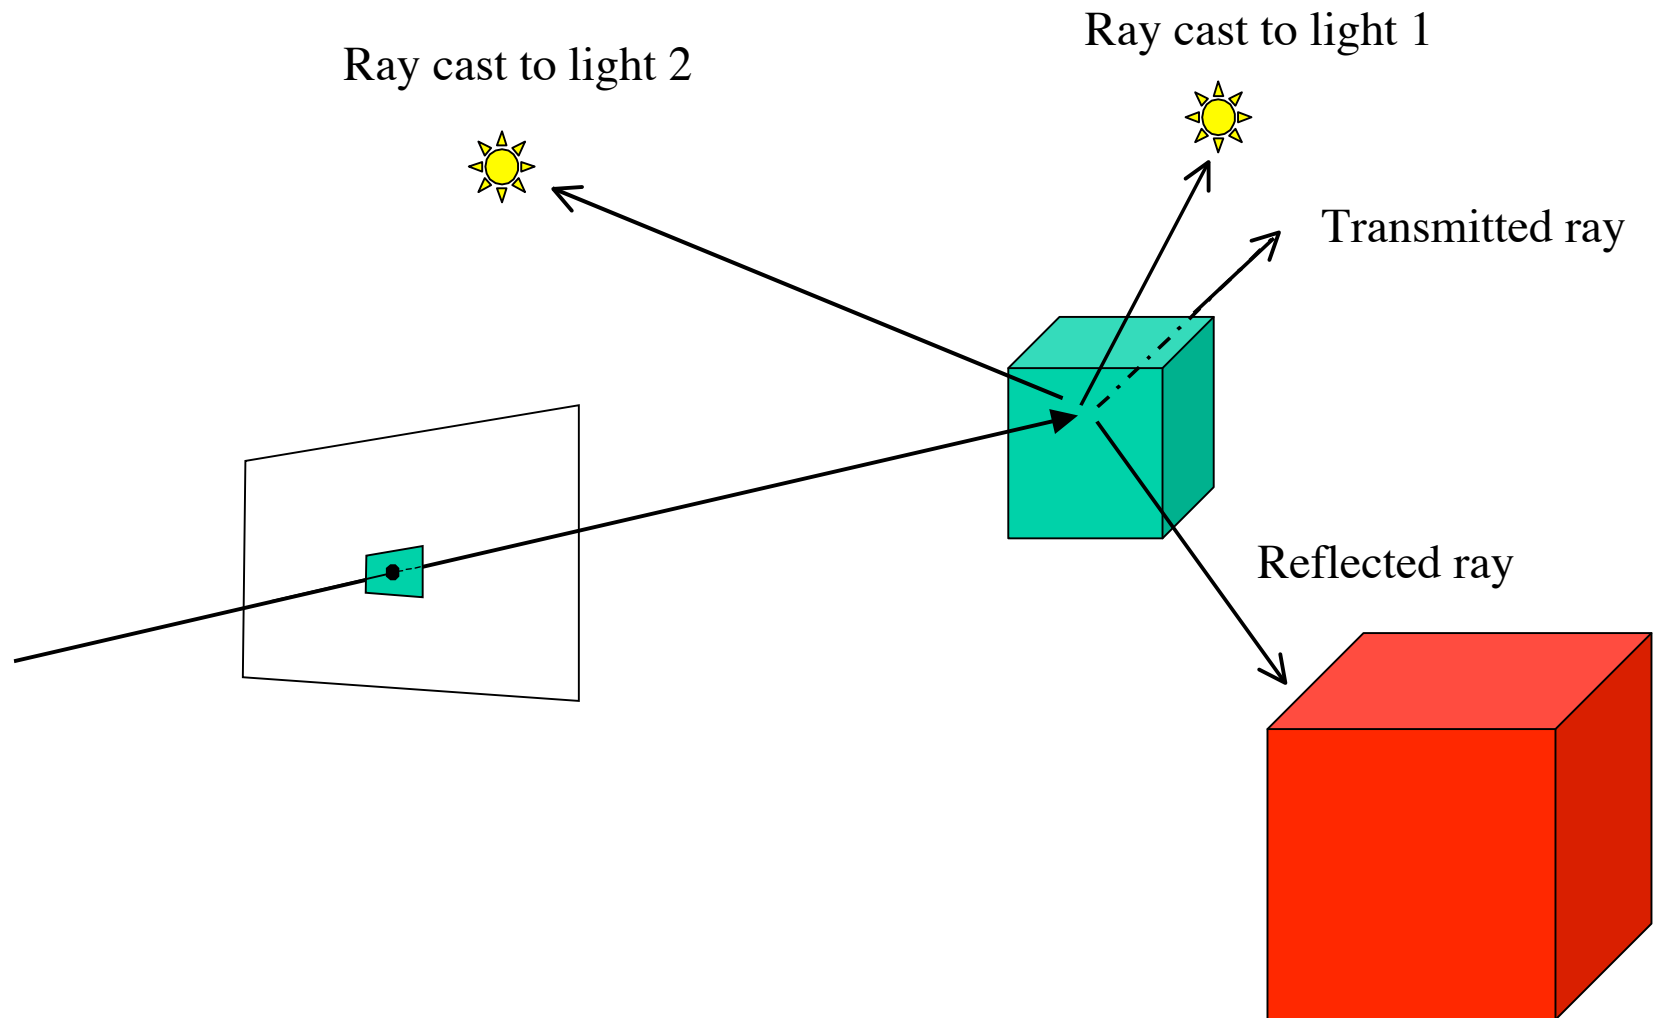 Ray cast to light 1
Ray cast to light 2
Transmitted ray
Reflected ray